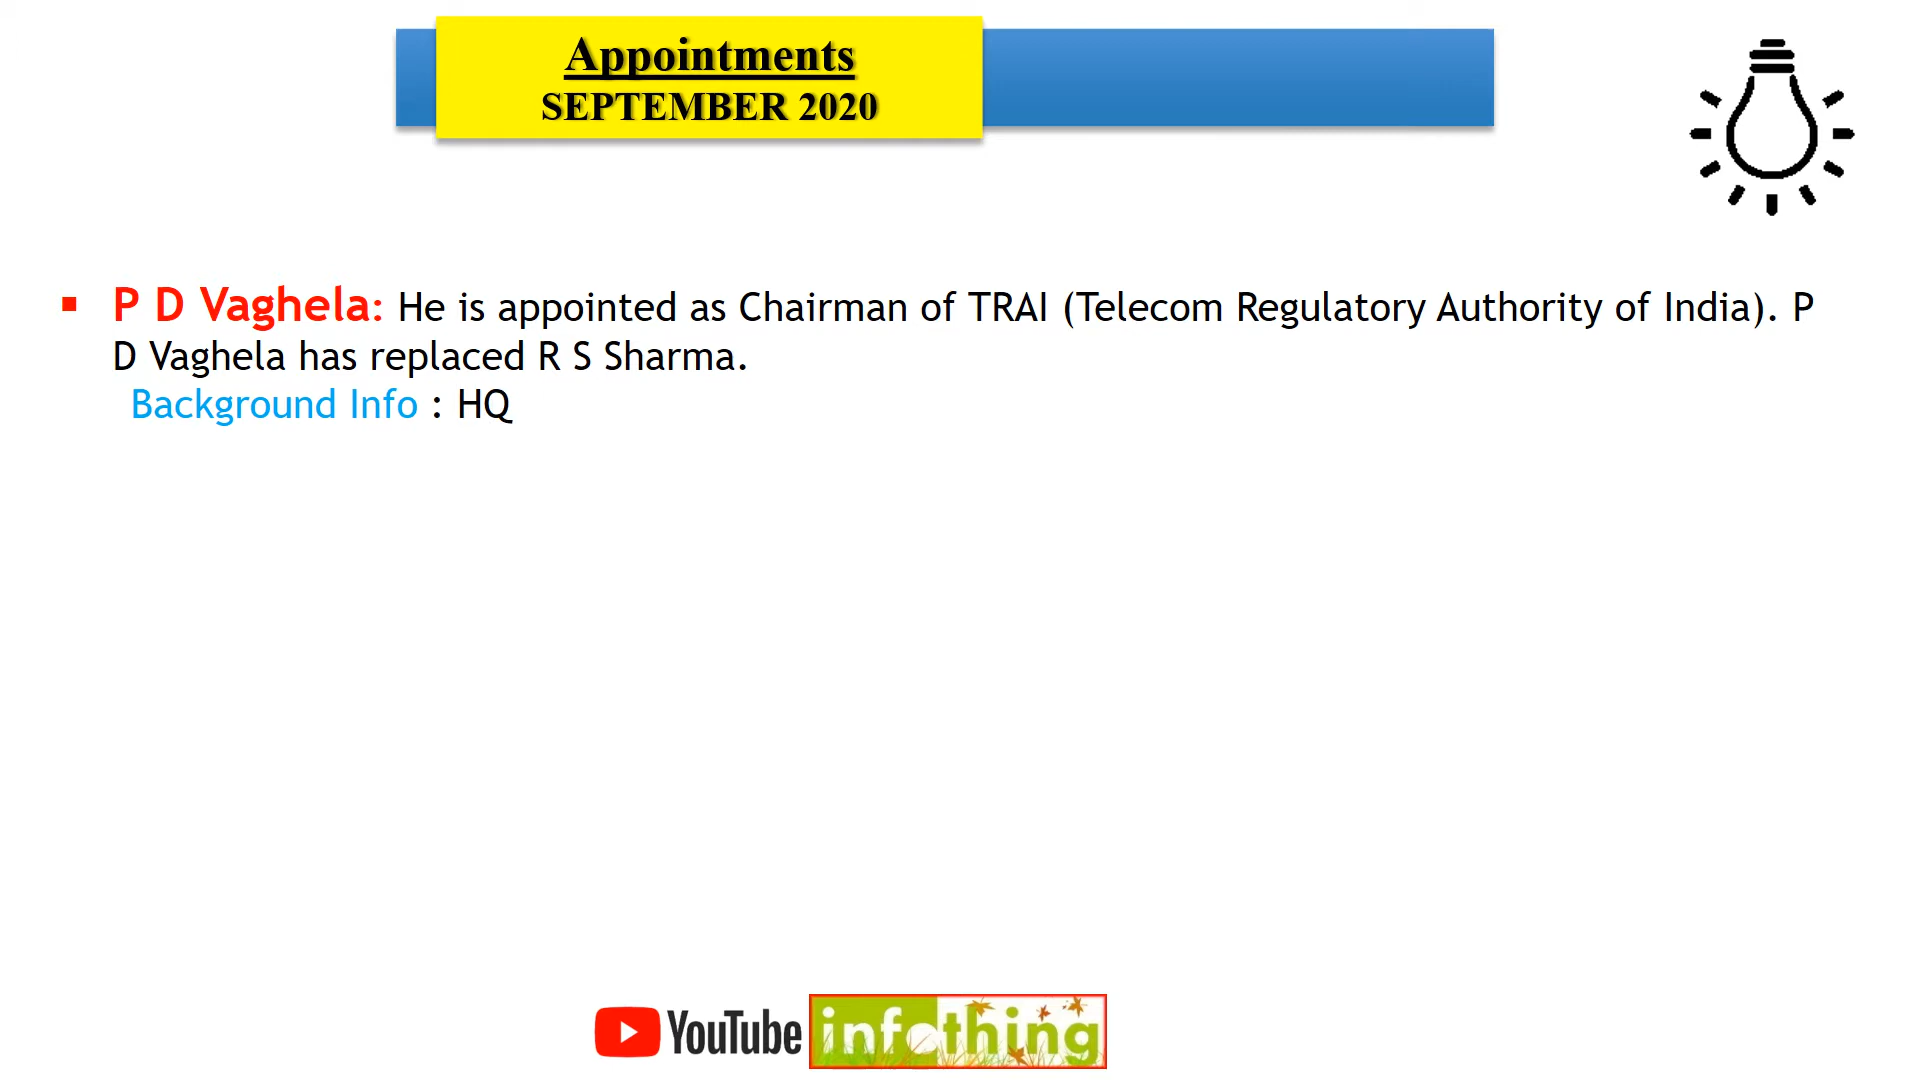 Appointments
SEPTEMBER 2020
▪ P D Vaghela: He is appointed as Chairman of TRAI (Telecom Regulatory Authority of India). P
D Vaghela has replaced R S Sharma.
Background Info : HQ
YouTube infothing